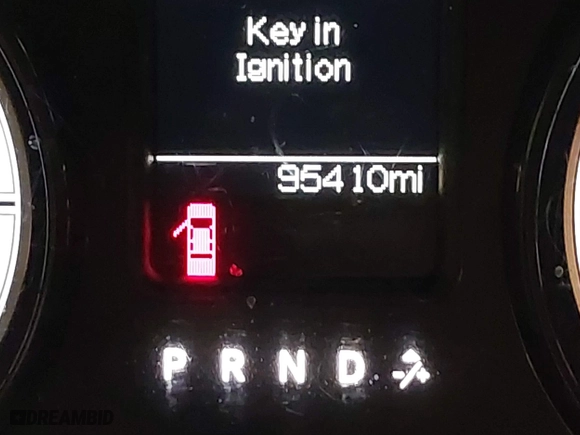 Key in
Ignition
95410mi
P R N D -/+
DREAMBID